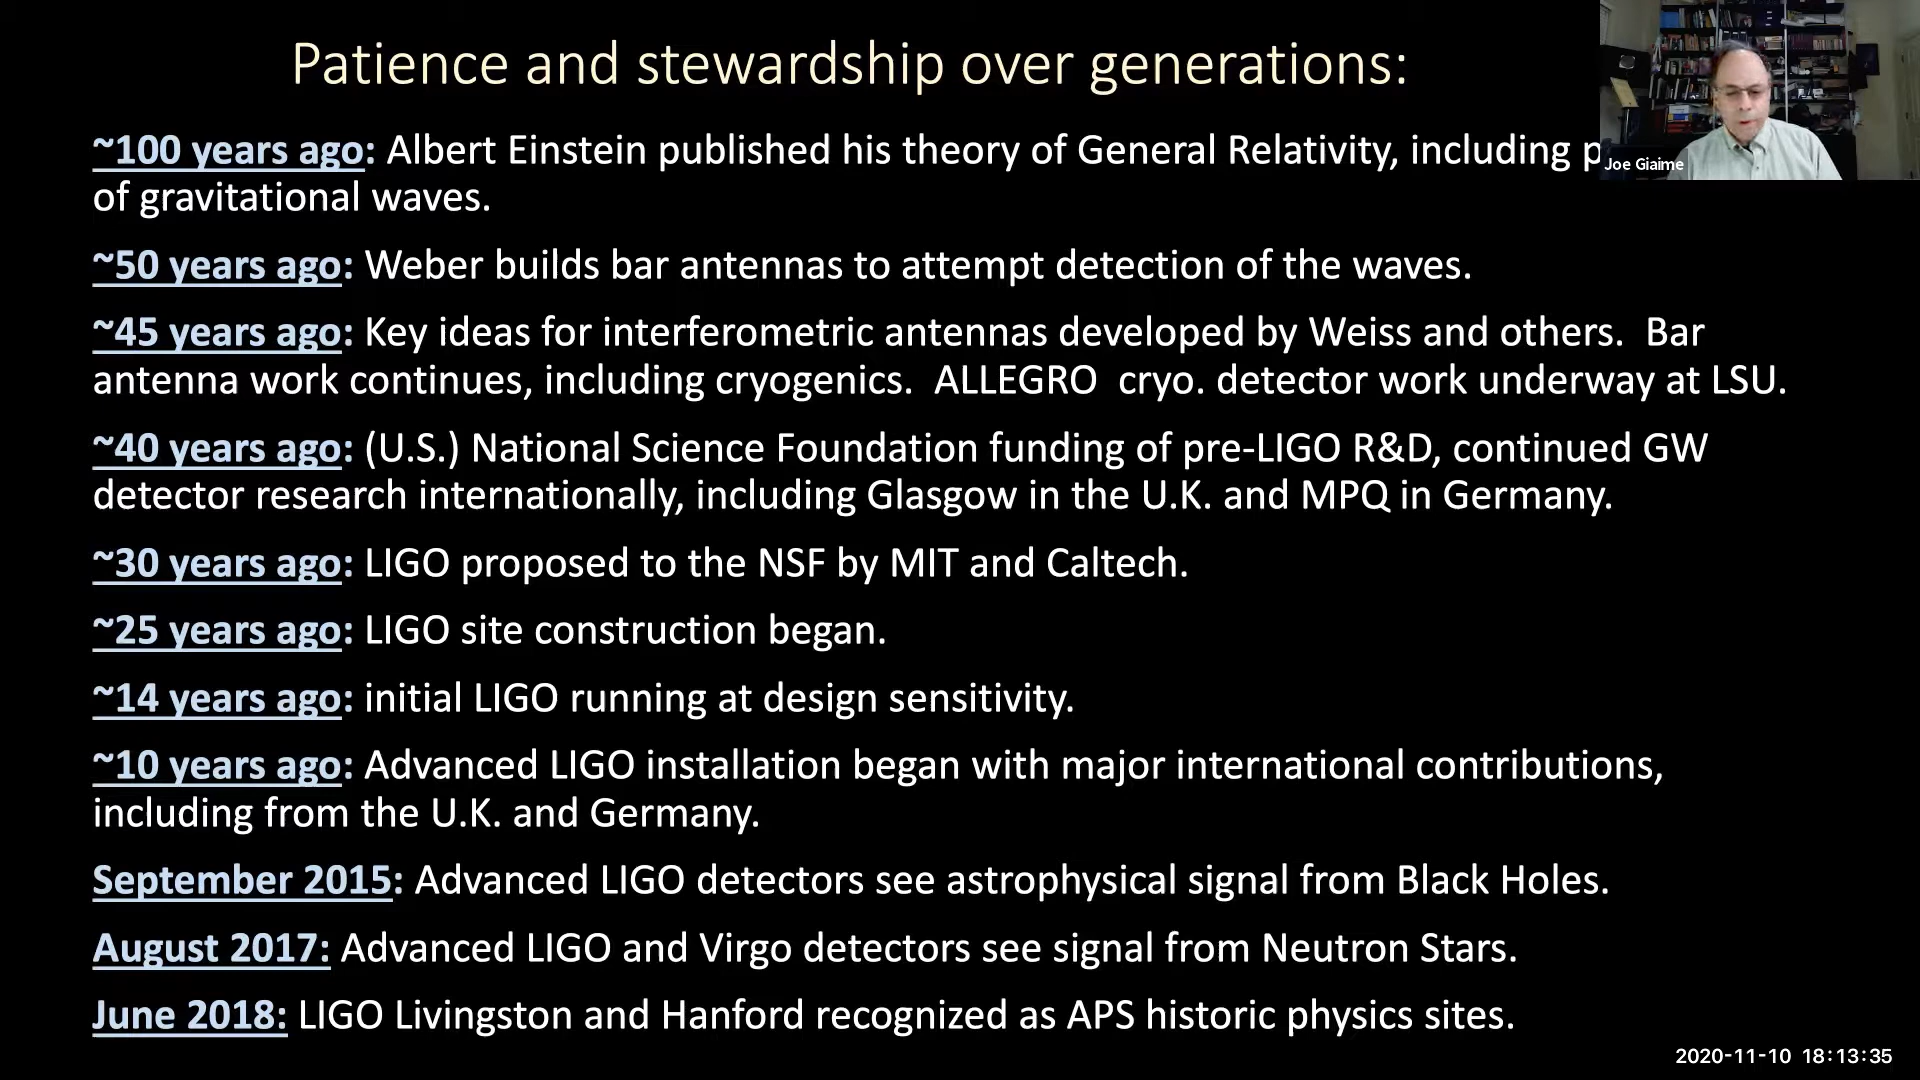 Patience and stewardship over generations:
Joe Giaime
~100 years ago: Albert Einstein published his theory of General Relativity, including
of gravitational waves.
~50 years ago: Weber builds bar antennas to attempt detection of the waves.
~45 years ago: Key ideas for interferometric antennas developed by Weiss and others.  Bar
antenna work continues, including cryogenics.  ALLEGRO  cryo. detector work underway at LSU.
~40 years ago: (U.S.) National Science Foundation funding of pre-LIGO R&D, continued GW
detector research internationally, including Glasgow in the U.K. and MPQ in Germany.
~30 years ago: LIGO proposed to the NSF by MIT and Caltech.
~25 years ago: LIGO site construction began.
~14 years ago: initial LIGO running at design sensitivity.
~10 years ago: Advanced LIGO installation began with major international contributions,
including from the U.K. and Germany.
September 2015: Advanced LIGO detectors see astrophysical signal from Black Holes.
August 2017: Advanced LIGO and Virgo detectors see signal from Neutron Stars.
June 2018: LIGO Livingston and Hanford recognized as APS historic physics sites.
2020-11-10 18:13:35